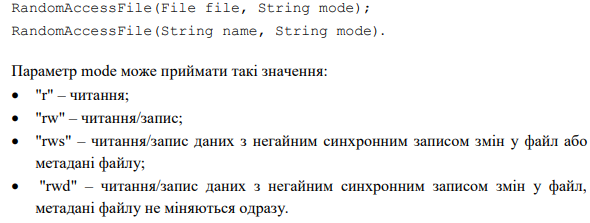 RandomAccessFile(File file, String mode);
RandomAccessFile(String name, String mode).
Параметр mode може приймати такі значення:
• "r" – читання;
• "rw" – читання/запис;
• "rws" – читання/запис даних з негайним синхронним записом змін у файл або
метадані файлу;
• "rwd" – читання/запис даних з негайним синхронним записом змін у файл,
метадані файлу не міняються одразу.